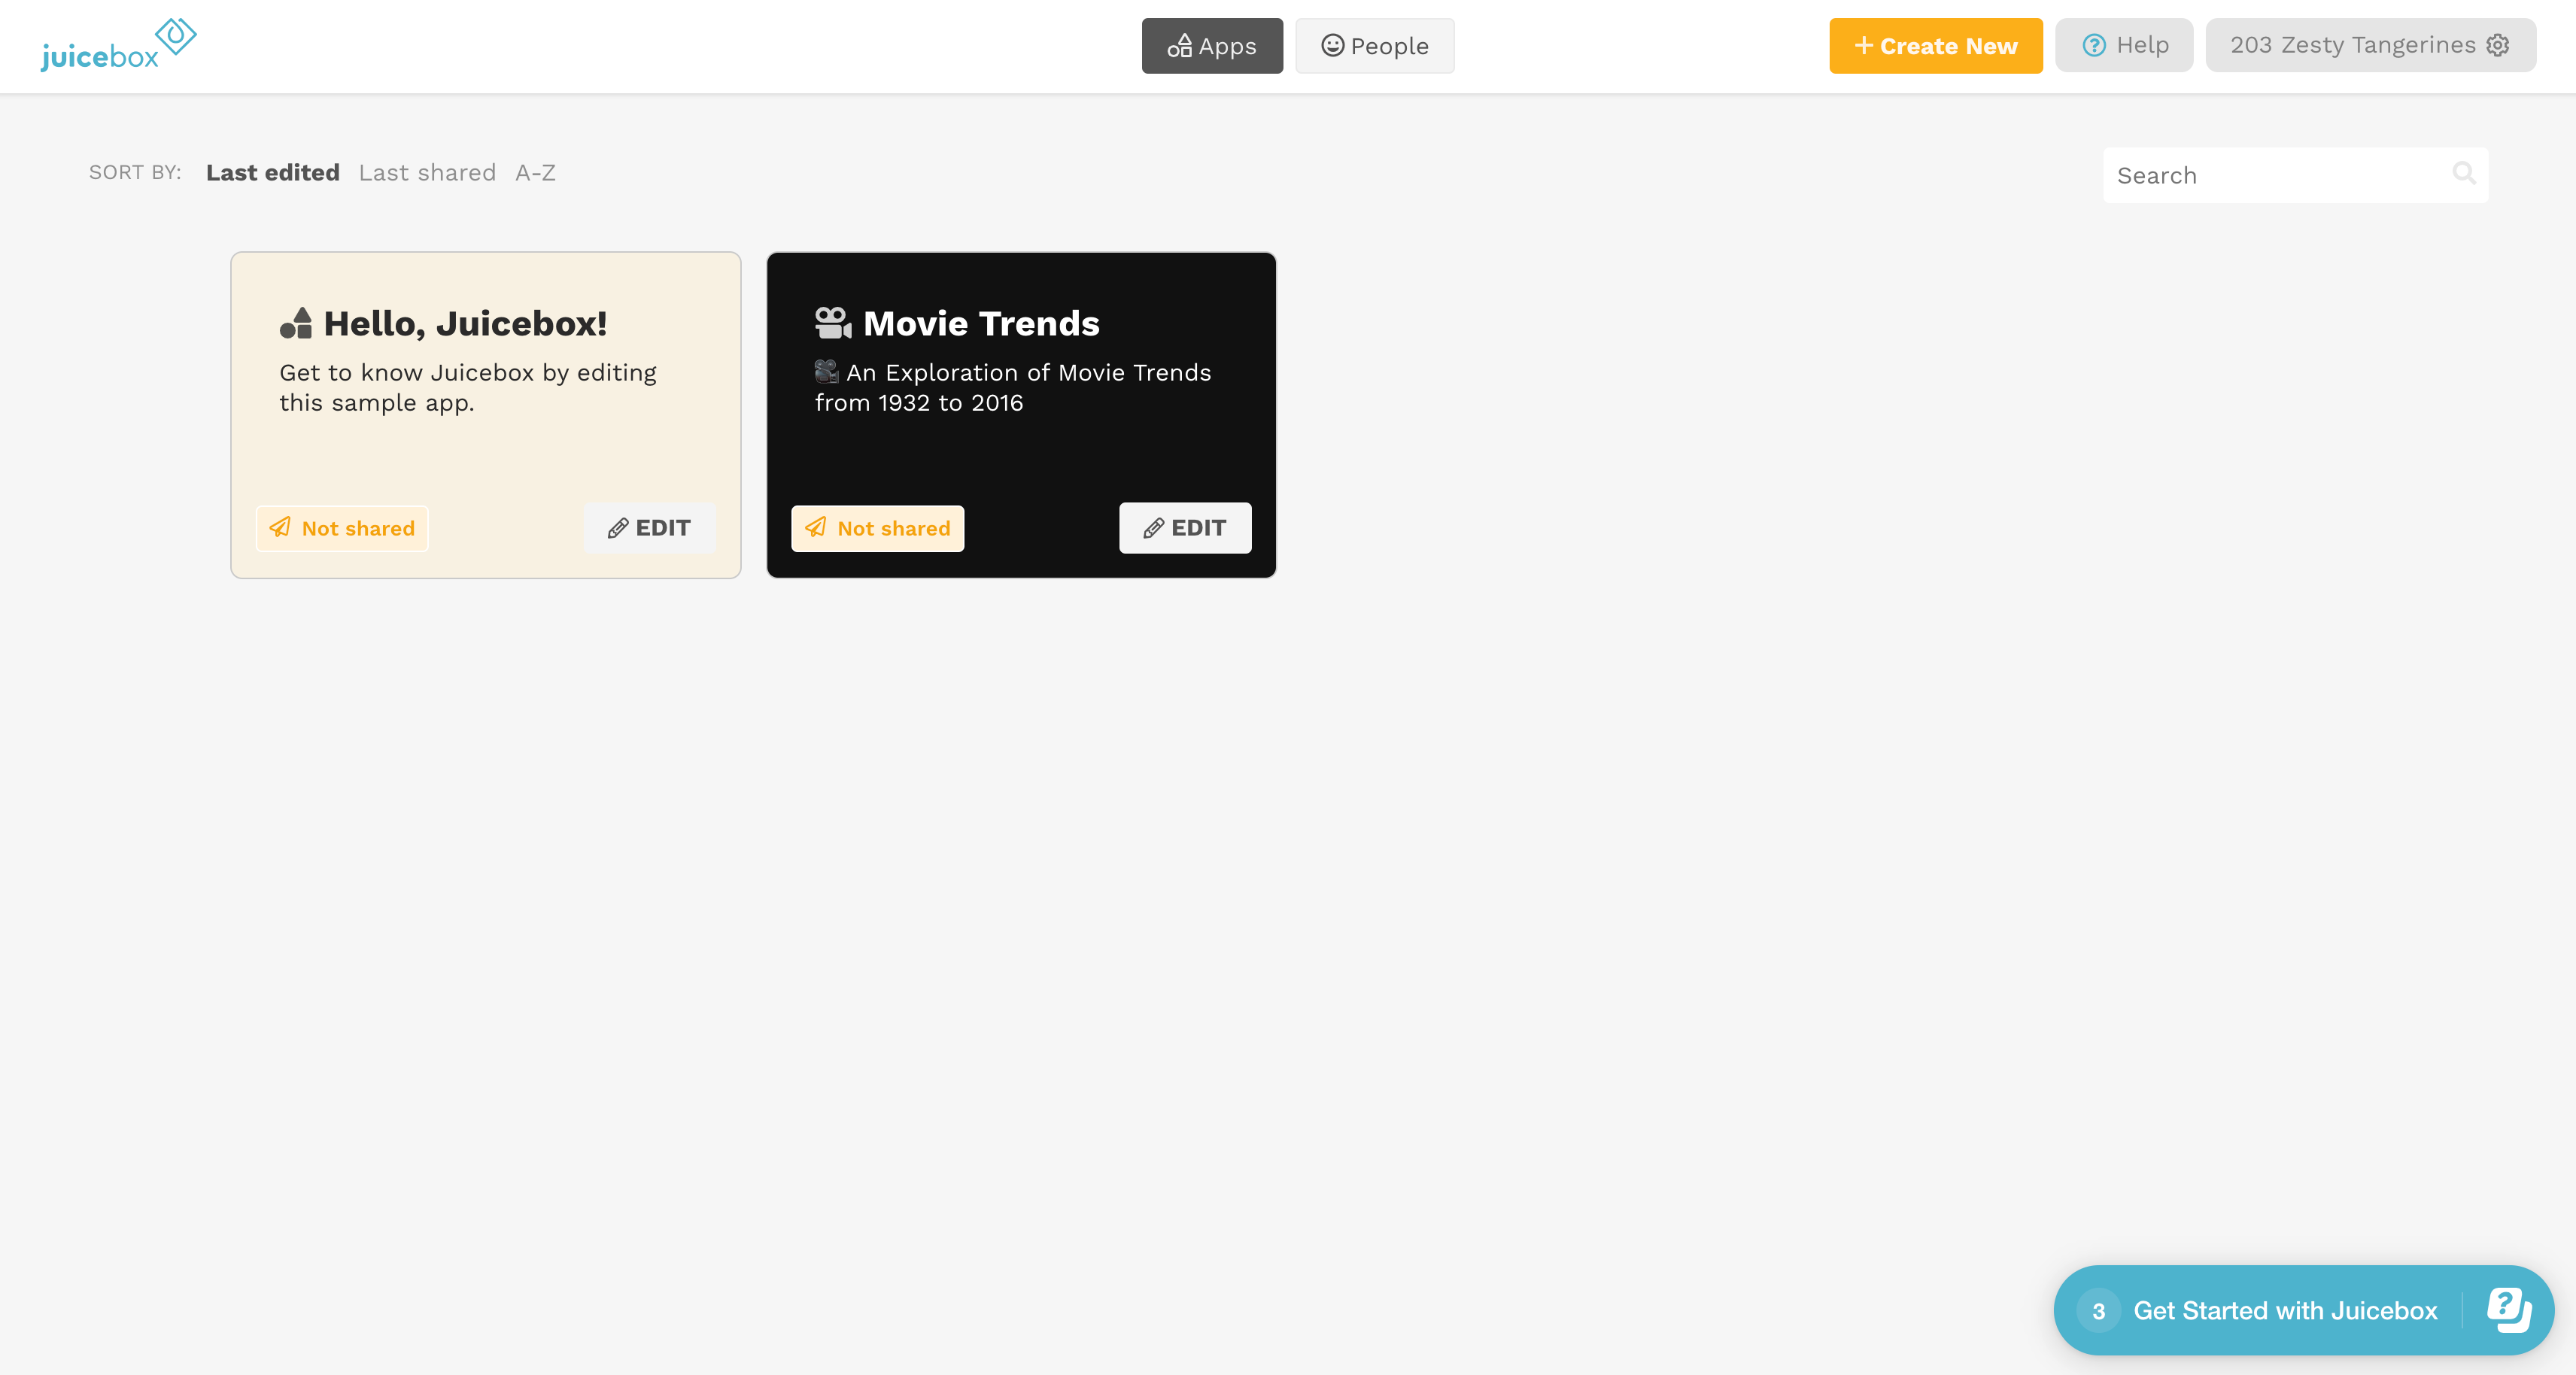 juicebox
Apps
People
+ Create New
Help
203 Zesty Tangerines
SORT BY: Last edited Last shared A-Z
Search
Hello, Juicebox!
Get to know Juicebox by editing
this sample app.
Not shared
EDIT
Movie Trends
🎥 An Exploration of Movie Trends
from 1932 to 2016
Not shared
EDIT
3 Get Started with Juicebox